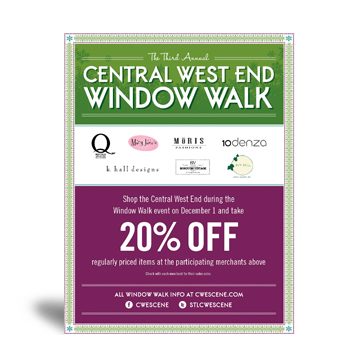 The Third Annual
CENTRAL WEST END
WINDOW WALK
Q
MōRIS
FASHIONS
10denza
k hall designs
Shop the Central West End during the
Window Walk event on December 1 and take
20% OFF
regularly priced items at the participating merchants above
ALL WINDOW WALK INFO AT CWESCENE.COM
CWESCENE
STLCWESCENE